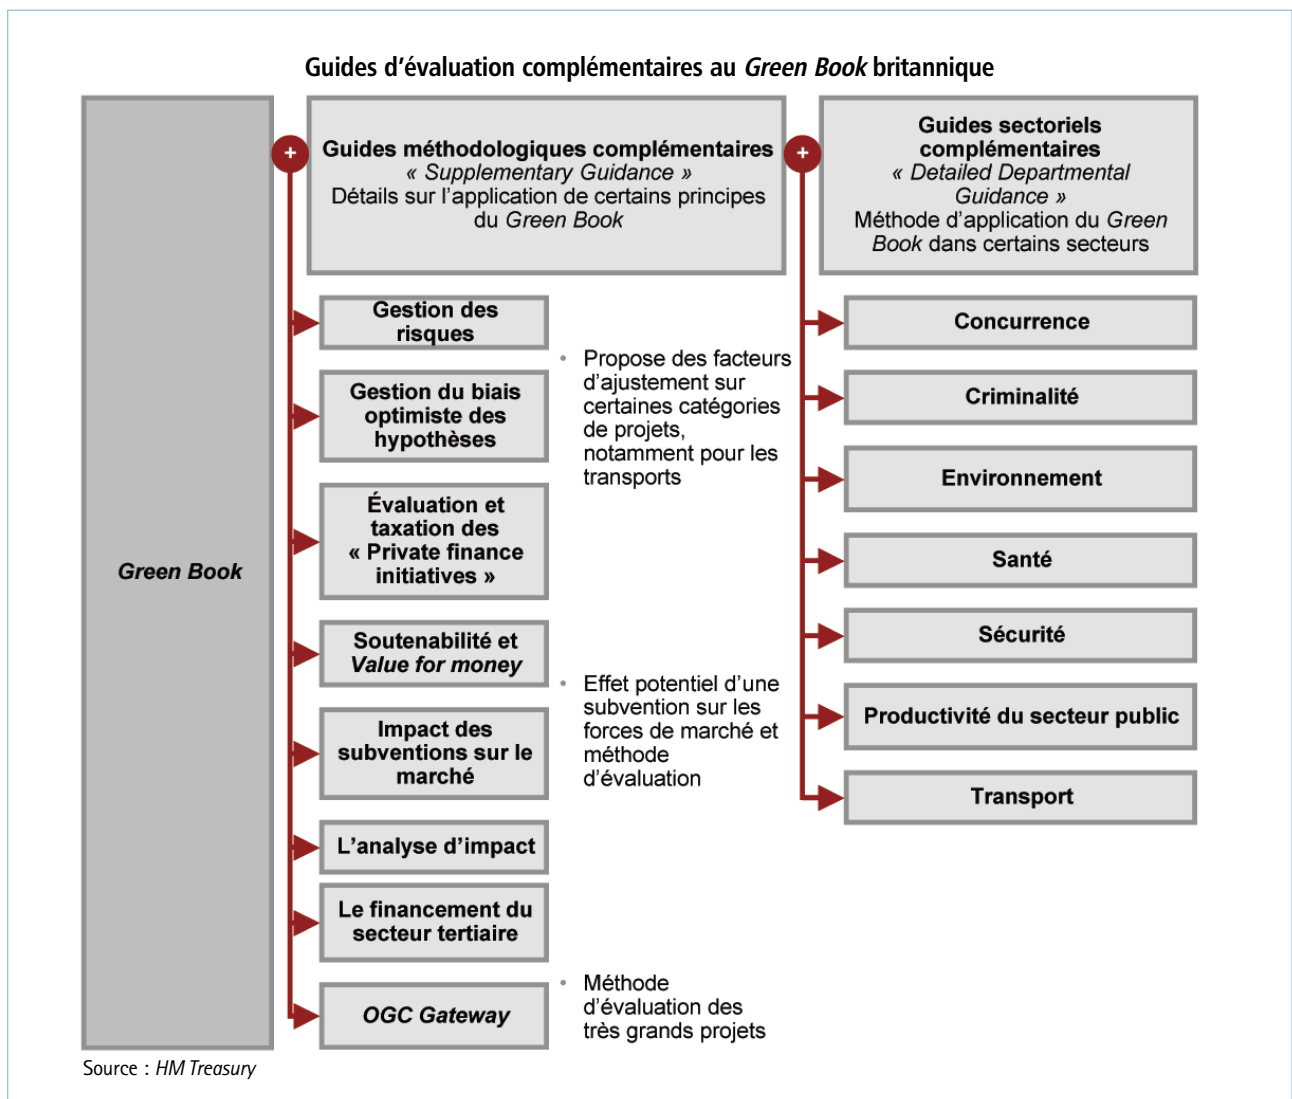 Guides d'évaluation complémentaires au Green Book britannique
Green Book
+
Guides méthodologiques complémentaires
« Supplementary Guidance »
Détails sur l'application de certains principes
du Green Book
Gestion des
risques
Gestion du biais
optimiste des
hypothèses
• Propose des facteurs
d'ajustement sur
certaines catégories
de projets,
notamment pour les
transports
Évaluation et
taxation des
« Private finance
initiatives »
Soutenabilité et
Value for money
Impact des
subventions sur le
marché
• Effet potentiel d'une
subvention sur les
forces de marché et
méthode
d'évaluation
L'analyse d'impact
Le financement du
secteur tertiaire
OGC Gateway
• Méthode
d'évaluation des
très grands projets
+
Guides sectoriels
complémentaires
« Detailed Departmental
Guidance »
Méthode d'application du Green
Book dans certains secteurs
Concurrence
Criminalité
Environnement
Santé
Sécurité
Productivité du secteur public
Transport
Source : HM Treasury